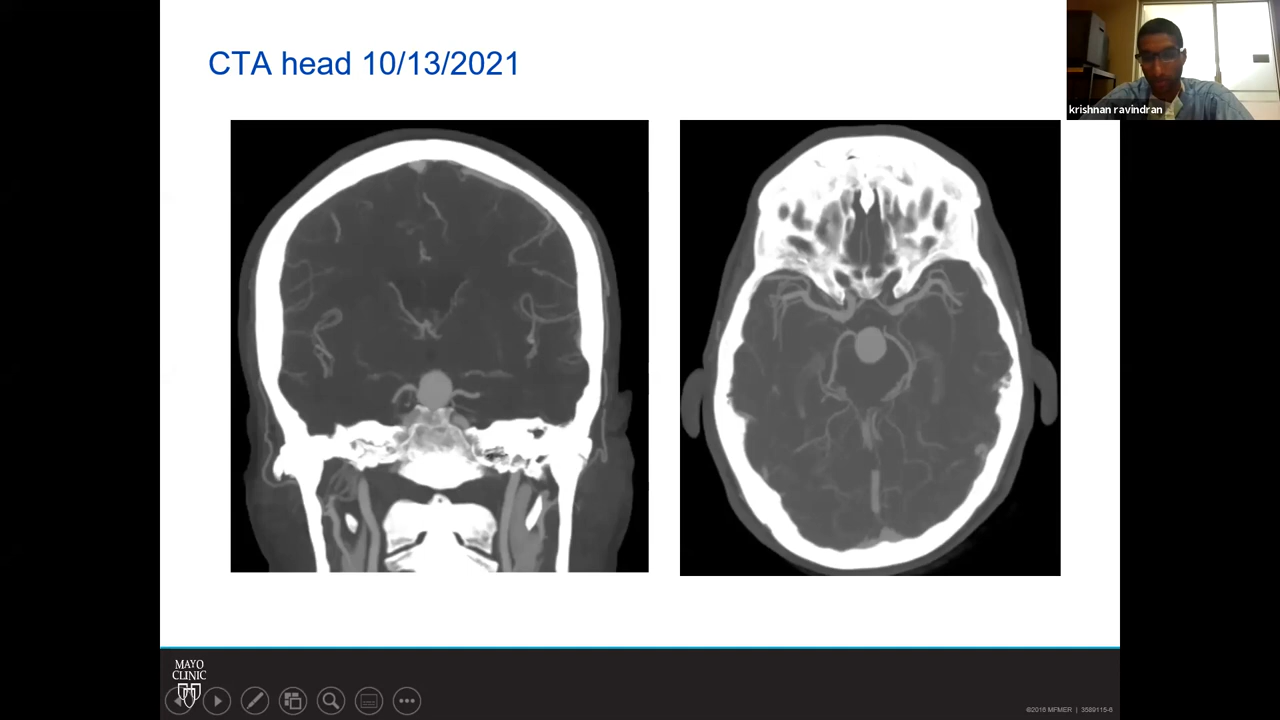 CTA head 10/13/2021
krishnan ravindran
MAYO
CLINIC
©2016 MFMER | 3589115-6